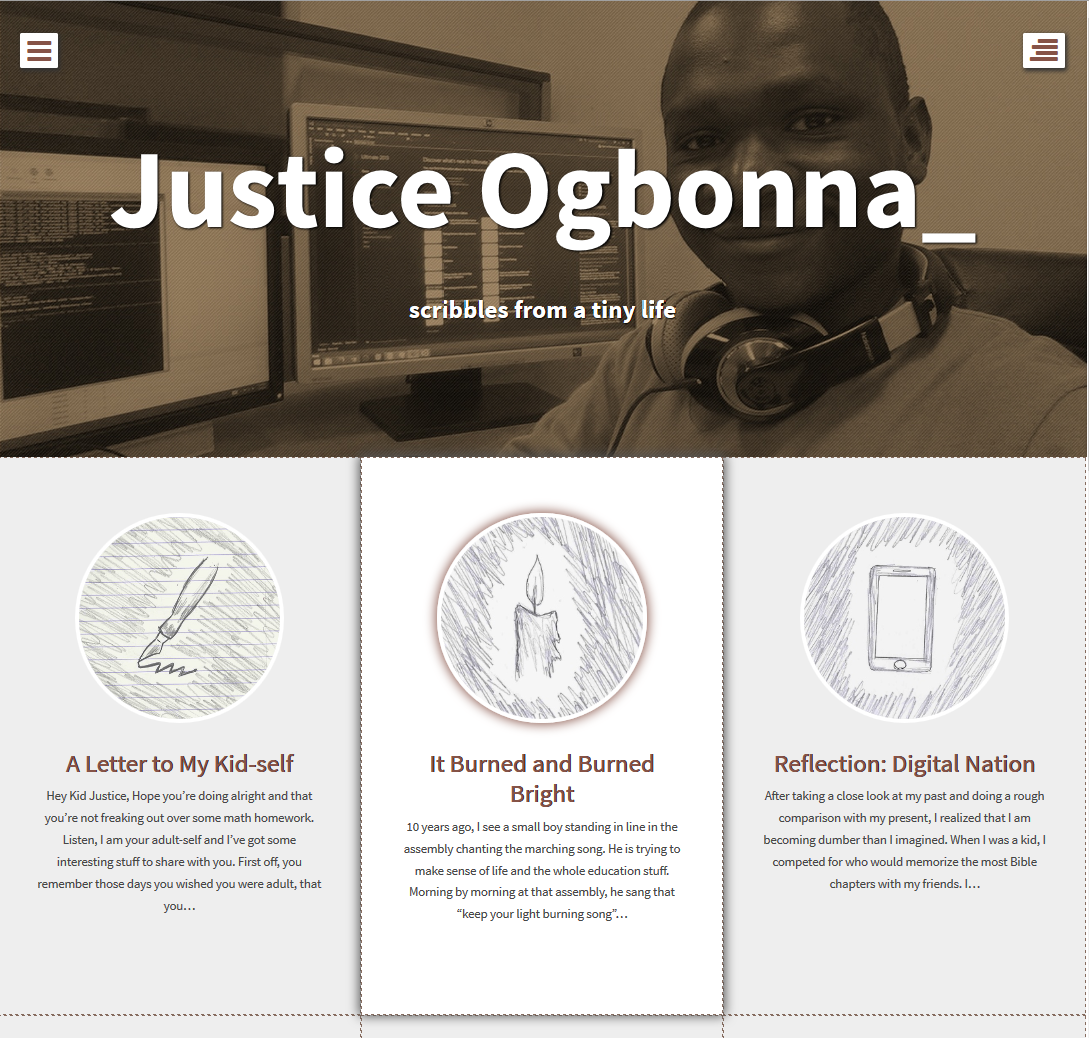 Justice Ogbonna_
scribbles from a tiny life
A Letter to My Kid-self
Hey Kid Justice, Hope you’re doing alright and that
you’re not freaking out over some math homework.
Listen, I am your adult-self and I’ve got some
interesting stuff to share with you. First off, you
remember those days you wished you were adult, that
you…
It Burned and Burned
Bright
10 years ago, I see a small boy standing in line in the
assembly chanting the marching song. He is trying to
make sense of life and the whole education stuff.
Morning by morning at that assembly, he sang that
“keep your light burning song”…
Reflection: Digital Nation
After taking a close look at my past and doing a rough
comparison with my present, I realized that I am
becoming dumber than I imagined. When I was a kid, I
competed for who would memorize the most Bible
chapters with my friends. I…